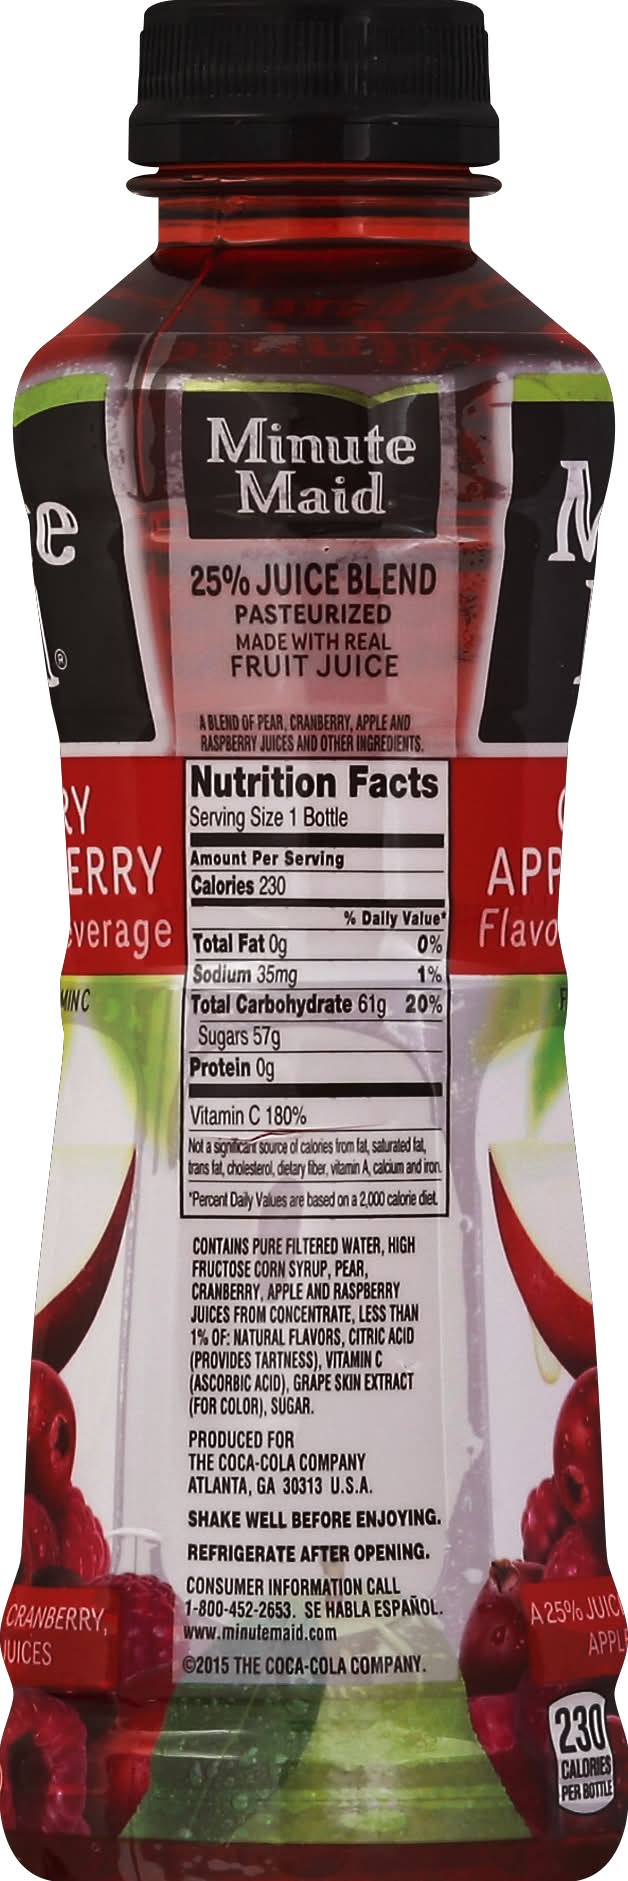 Minute
Maid
25% JUICE BLEND
PASTEURIZED
MADE WITH REAL
FRUIT JUICE
A BLEND OF PEAR, CRANBERRY, APPLE AND
RASPBERRY JUICES AND OTHER INGREDIENTS.
Nutrition Facts
Serving Size 1 Bottle
Amount Per Serving
Calories 230
% Daily Value*
Total Fat 0g 0%
Sodium 35mg 1%
Total Carbohydrate 61g 20%
Sugars 57g
Protein 0g
Vitamin C 180%
Not a significant source of calories from fat, saturated fat,
trans fat, cholesterol, dietary fiber, vitamin A, calcium and iron.
*Percent Daily Values are based on a 2,000 calorie diet.
CONTAINS PURE FILTERED WATER, HIGH
FRUCTOSE CORN SYRUP, PEAR,
CRANBERRY, APPLE AND RASPBERRY
JUICES FROM CONCENTRATE, LESS THAN
1% OF: NATURAL FLAVORS, CITRIC ACID
(PROVIDES TARTNESS), VITAMIN C
(ASCORBIC ACID), GRAPE SKIN EXTRACT
(FOR COLOR), SUGAR.
PRODUCED FOR
THE COCA-COLA COMPANY
ATLANTA, GA 30313 U.S.A.
SHAKE WELL BEFORE ENJOYING.
REFRIGERATE AFTER OPENING.
CONSUMER INFORMATION CALL
1-800-452-2653. SE HABLA ESPAÑOL.
www.minutemaid.com
©2015 THE COCA-COLA COMPANY.
e
l®
RY
ERRY
everage
MIN C
CRANBERRY,
UICES
M
APP
Flavo
A 25% JUIC
APPL
230
CALORIES
PER BOTTLE